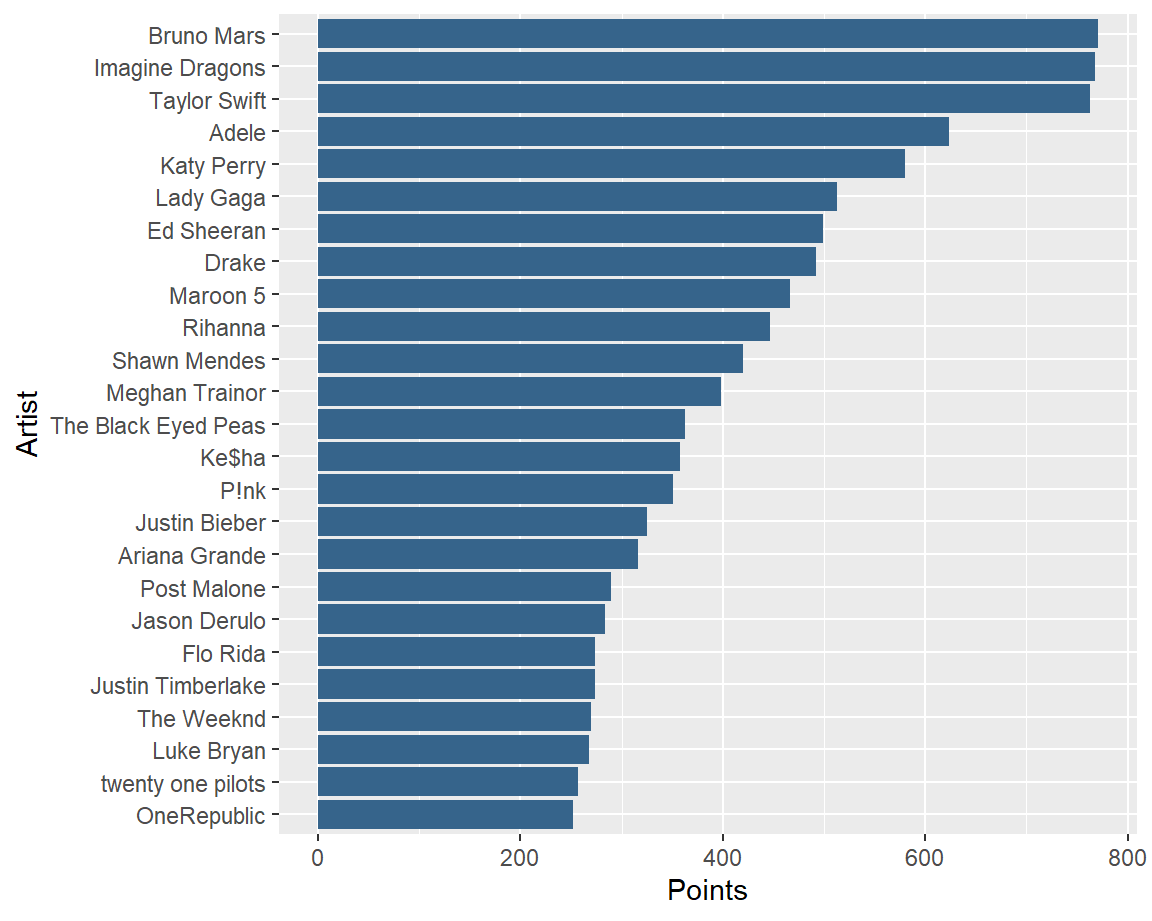 Bruno Mars
Imagine Dragons
Taylor Swift
Adele
Katy Perry
Lady Gaga
Ed Sheeran
Drake
Maroon 5
Rihanna
Shawn Mendes
Meghan Trainor
The Black Eyed Peas
Ke$ha
P!nk
Justin Bieber
Ariana Grande
Post Malone
Jason Derulo
Flo Rida
Justin Timberlake
The Weeknd
Luke Bryan
twenty one pilots
OneRepublic
Artist
0 200 400 600 800
Points